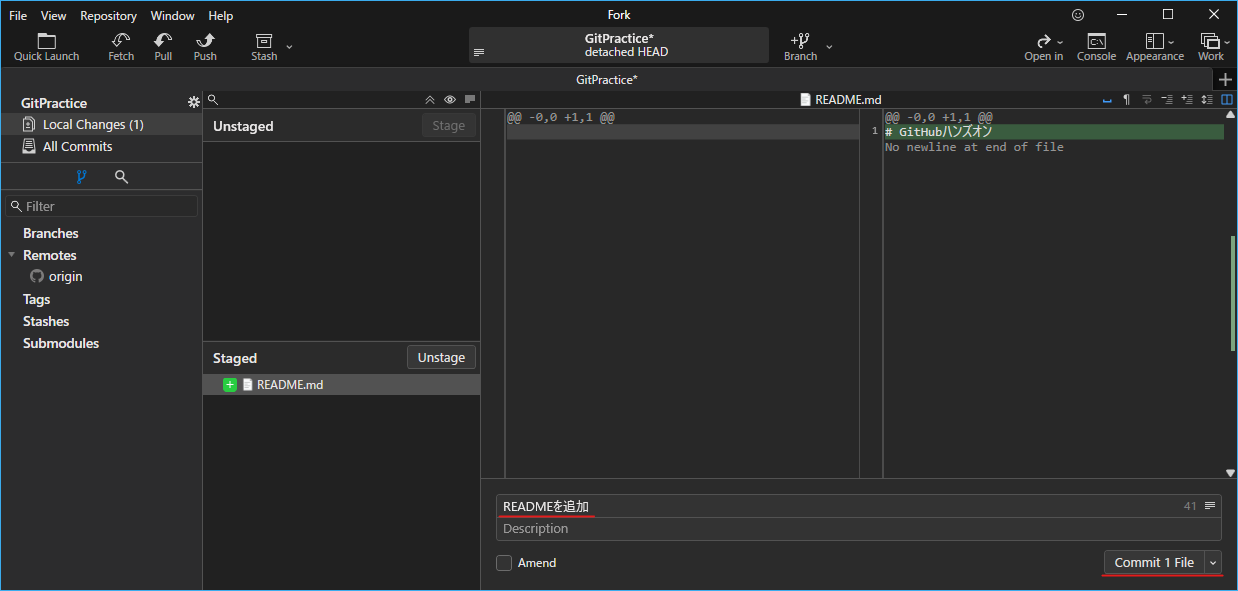 File View Repository Window Help
Fork
Quick Launch
Fetch
Pull
Push
Stash
GitPractice*
detached HEAD
Branch
Open in
Console
Appearance
Work
GitPractice*
GitPractice
Local Changes (1)
All Commits
Filter
Branches
Remotes
origin
Tags
Stashes
Submodules
Unstaged
Stage
Staged
Unstage
README.md
README.md
@@ -0,0 +1,1 @@
@@ -0,0 +1,1 @@
1 # GitHubハンズオン
No newline at end of file
READMEを追加
41
Description
Amend
Commit 1 File